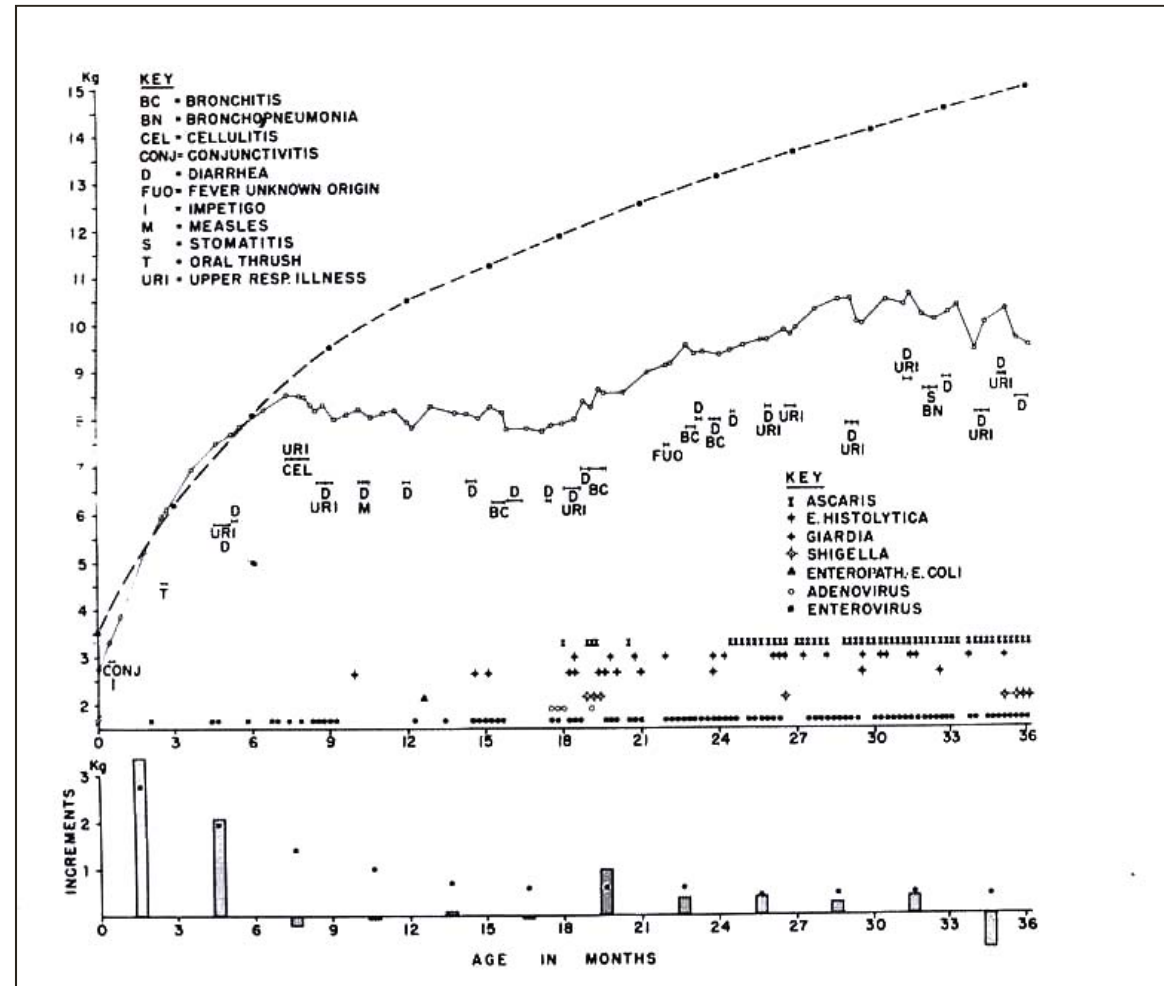 Kg
KEY
BC = BRONCHITIS
BN = BRONCHOPNEUMONIA
CEL = CELLULITIS
CONJ = CONJUNCTIVITIS
D = DIARRHEA
FUO = FEVER UNKNOWN ORIGIN
I = IMPETIGO
M = MEASLES
S = STOMATITIS
T = ORAL THRUSH
URI = UPPER RESP. ILLNESS
15
14
13
12
11
10
9
8
7
6
5
4
3
2
D
URI
D
URI
D
S
BN
D
URI
D
URI
D
D
BC
D
BC
D
D
URI
URI
D
URI
FUO
URI
CEL
D
URI
D
M
D
D
BC
D
D
D
URI
D
BC
D
URI
D
T
CONJ
I
KEY
ASCARIS
E. HISTOLYTICA
GIARDIA
SHIGELLA
ENTEROPATH. E. COLI
ADENOVIRUS
ENTEROVIRUS
0 3 6 9 12 15 18 21 24 27 30 33 36
Kg
3
2
1
INCREMENTS
0 3 6 9 12 15 18 21 24 27 30 33 36
AGE IN MONTHS